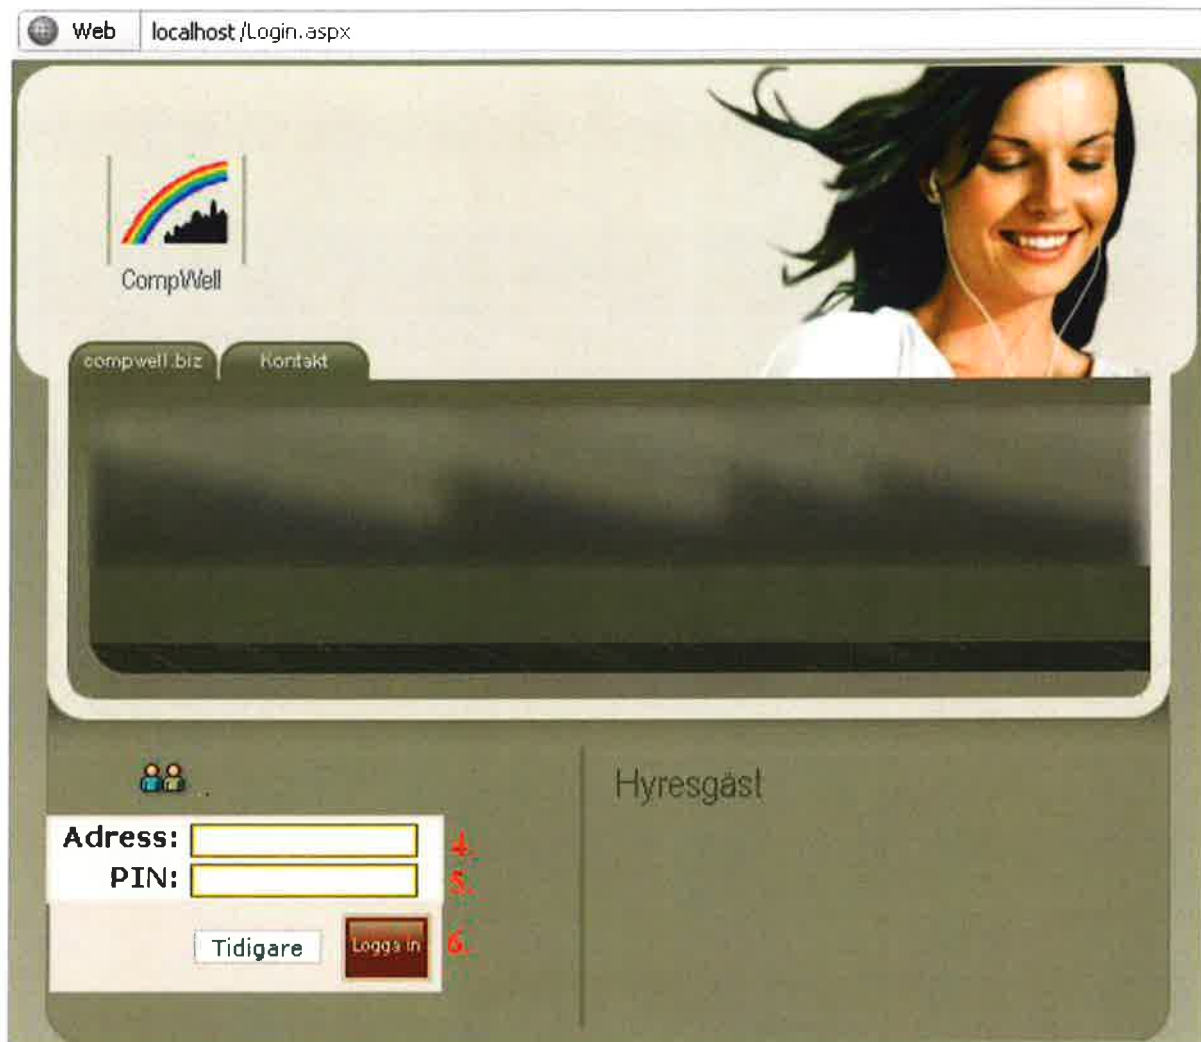 Web localhost /Login.aspx
CompWell
compwell.biz Kontakt
Hyresgäst
Adress: 4.
PIN: 5.
Tidigare Logga in 6.